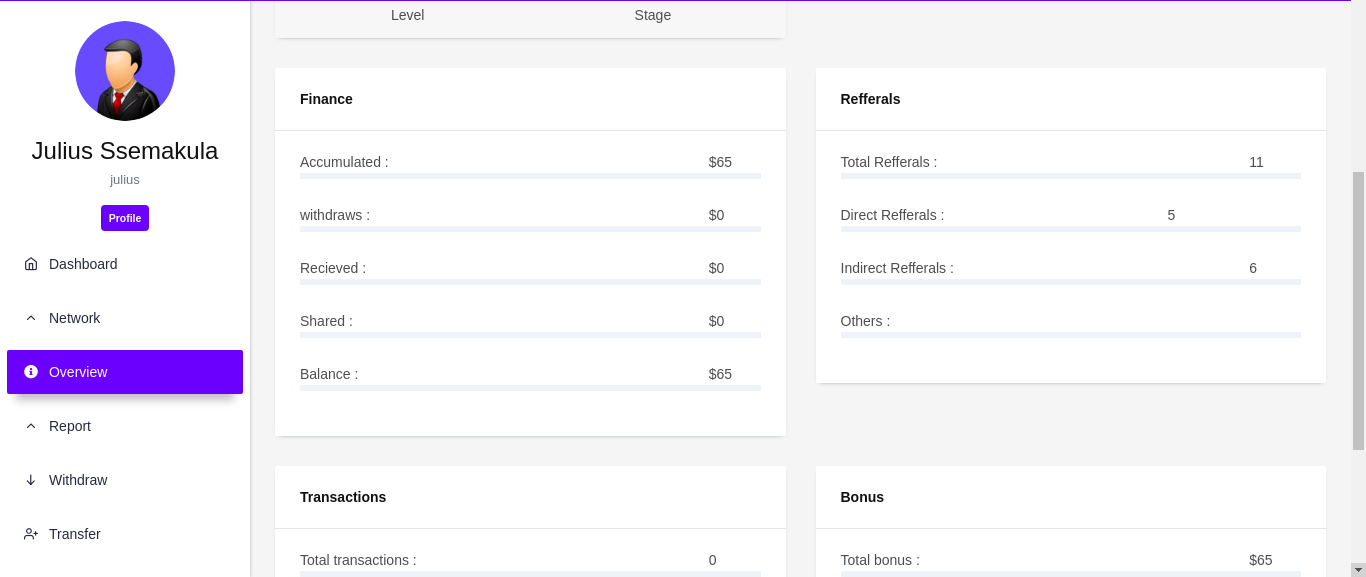 Julius Ssemakula
julius
Profile
Dashboard
Network
Overview
Report
Withdraw
Transfer
Level Stage
Finance
Accumulated : $65
withdraws : $0
Recieved : $0
Shared : $0
Balance : $65
Refferals
Total Refferals : 11
Direct Refferals : 5
Indirect Refferals : 6
Others :
Transactions
Total transactions : 0
Bonus
Total bonus : $65